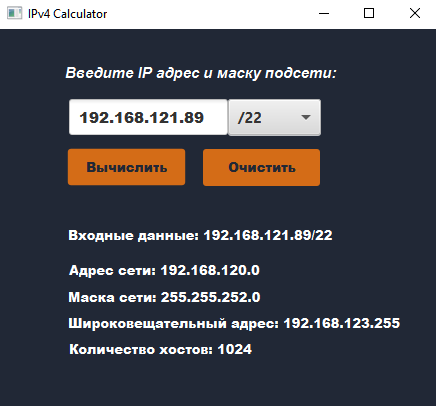 IPv4 Calculator
Введите IP адрес и маску подсети:
192.168.121.89 /22
Вычислить Очистить
Входные данные: 192.168.121.89/22
Адрес сети: 192.168.120.0
Маска сети: 255.255.252.0
Широковещательный адрес: 192.168.123.255
Количество хостов: 1024